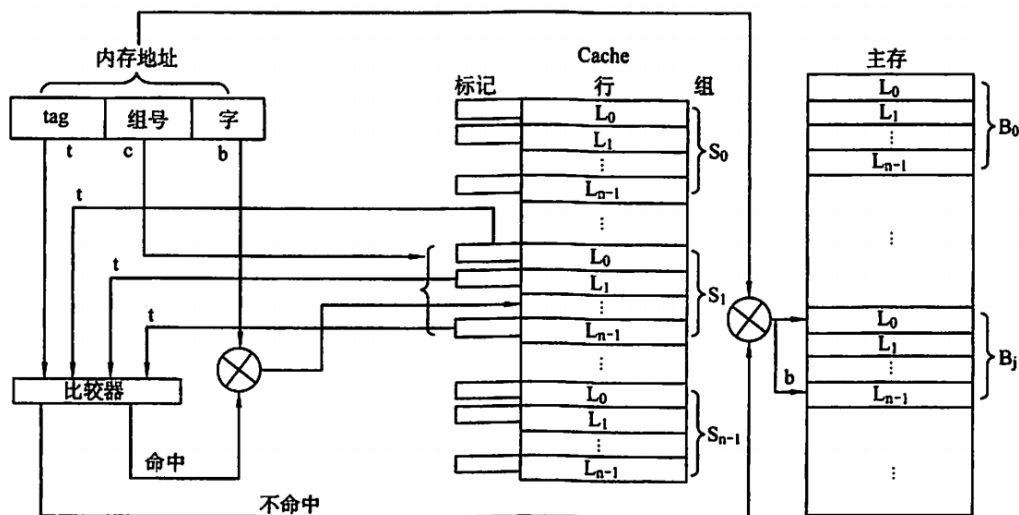 内存地址
tag 组号 字
t c b
t
t
t
比较器
命中
不命中
Cache
标记 行 组
L₀
L₁
⋮
Lₙ₋₁
S₀
⋮
L₀
L₁
⋮
Lₙ₋₁
S₁
⋮
L₀
L₁
⋮
Lₙ₋₁
Sₙ₋₁
主存
L₀
L₁
⋮
Lₙ₋₁
B₀
⋮
b
L₀
L₁
⋮
Lₙ₋₁
Bⱼ
⋮